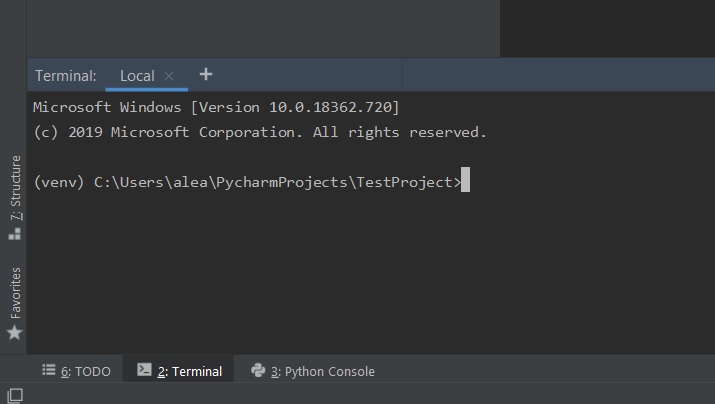 Terminal: Local × +
Microsoft Windows [Version 10.0.18362.720]
(c) 2019 Microsoft Corporation. All rights reserved.
(venv) C:\Users\alea\PycharmProjects\TestProject>
7: Structure
Favorites
6: TODO 2: Terminal 3: Python Console